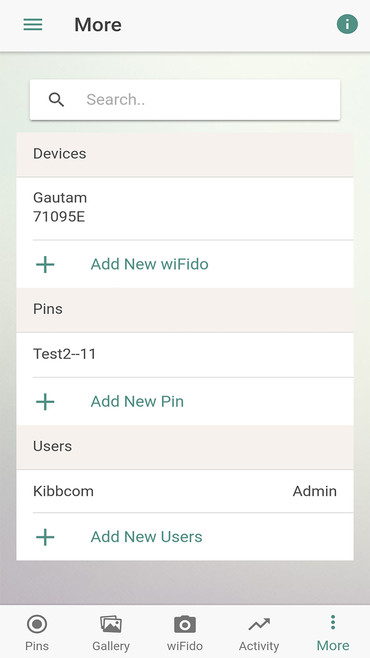 More
Search..
Devices
Gautam
71095E
Add New wiFido
Pins
Test2--11
Add New Pin
Users
Kibbcom Admin
Add New Users
Pins Gallery wiFido Activity More